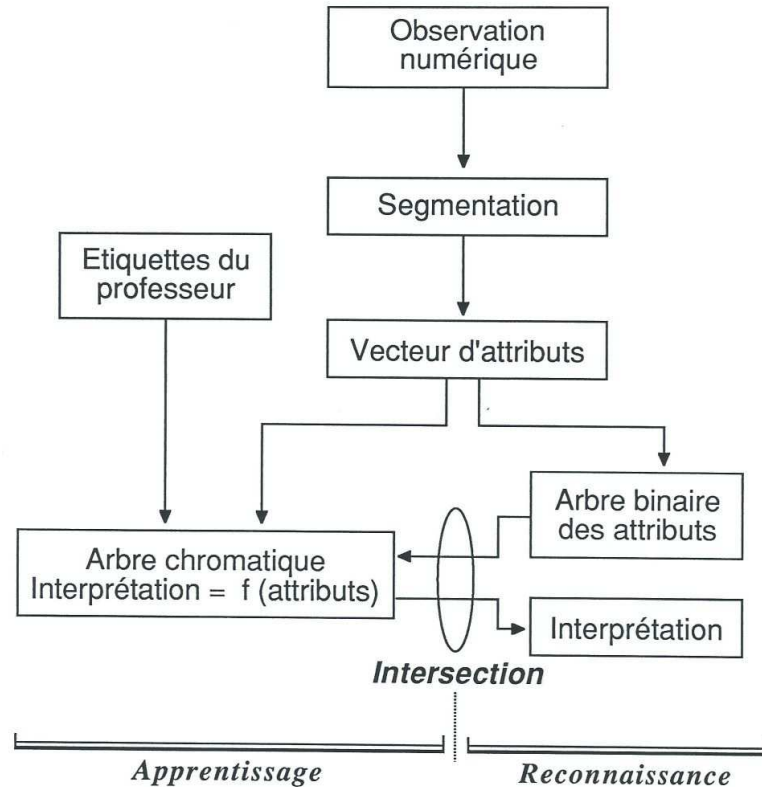 Observation
numérique
Segmentation
Etiquettes du
professeur
Vecteur d'attributs
Arbre binaire
des attributs
Arbre chromatique
Interprétation = f (attributs)
Interprétation
Intersection
Apprentissage
Reconnaissance